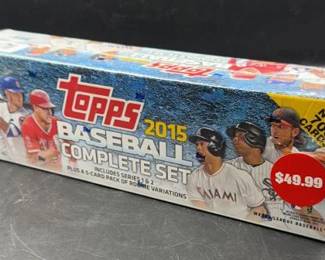 topps
2015
BASEBALL
COMPLETE SET
INCLUDES SERIES 1 & 2
PLUS A 5-CARD PACK OF ROOKIE VARIATIONS
MIAMI
$49.99
topps